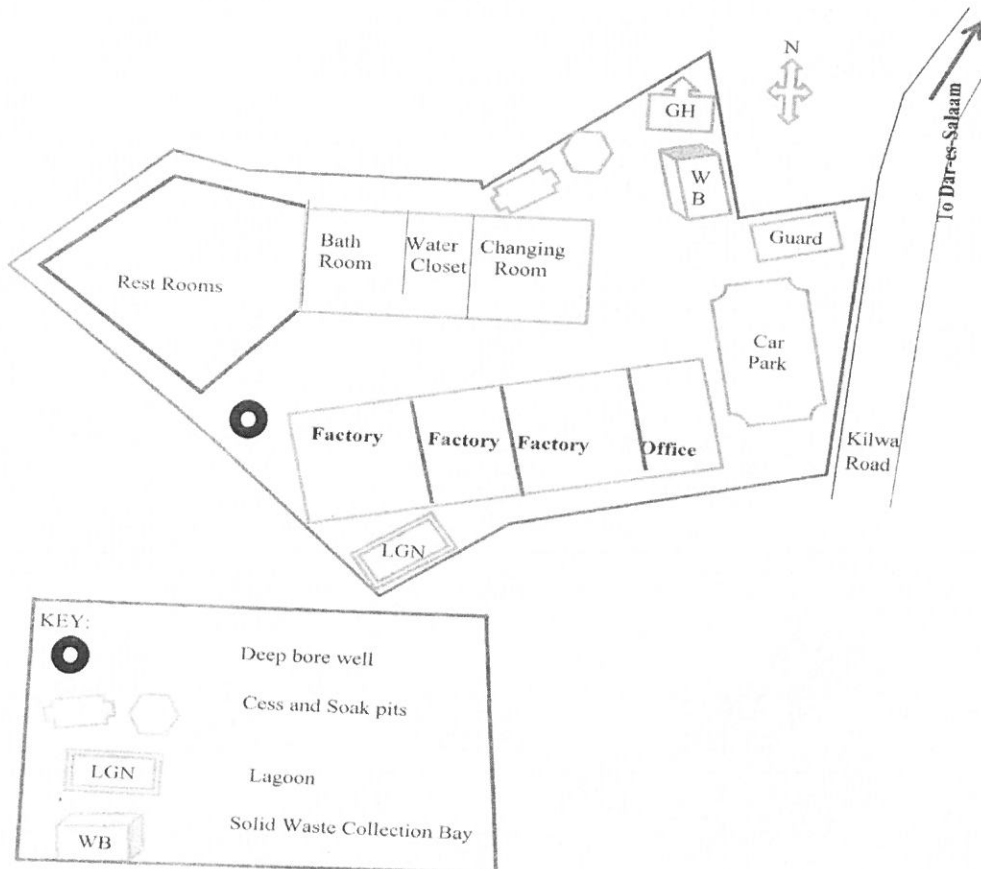 N
GH
W
B
To Dar-es-Salaam
Guard
Bath
Room
Water
Closet
Changing
Room
Rest Rooms
Car
Park
Factory
Factory
Factory
Office
Kilwa
Road
LGN
KEY:
Deep bore well
Cess and Soak pits
LGN
Lagoon
WB
Solid Waste Collection Bay